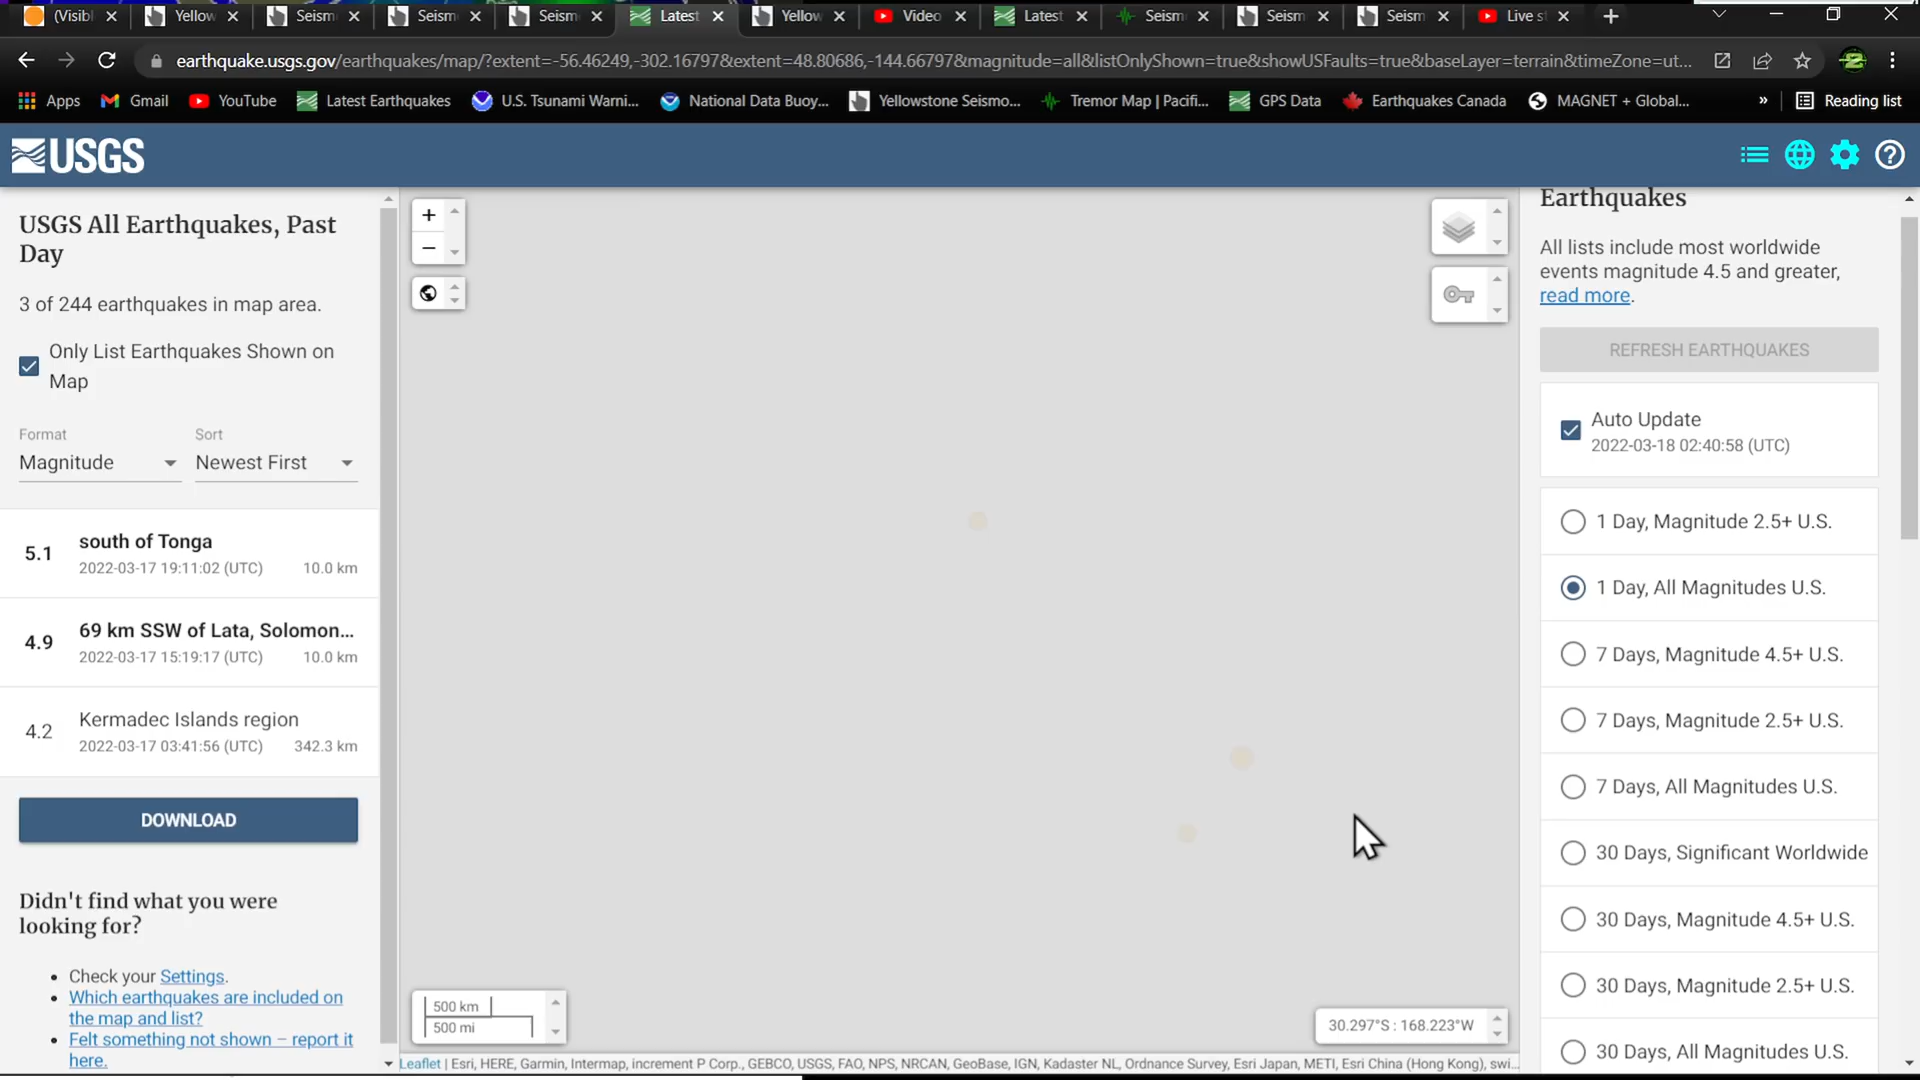 (Visibl
Yellow
Seism
Seism
Seism
Latest
Yellow
Video
Latest
Seism
Seism
Seism
Live s
earthquake.usgs.gov/earthquakes/map/?extent=-56.46249,-302.16797&extent=48.80686,-144.66797&magnitude=all&listOnlyShown=true&showUSFaults=true&baseLayer=terrain&timeZone=ut...
Apps
Gmail
YouTube
Latest Earthquakes
U.S. Tsunami Warni...
National Data Buoy...
Yellowstone Seismo...
Tremor Map | Pacifi...
GPS Data
Earthquakes Canada
MAGNET + Global...
»
Reading list
USGS
USGS All Earthquakes, Past
Day
3 of 244 earthquakes in map area.
Only List Earthquakes Shown on
Map
Format
Sort
Magnitude
Newest First
5.1
south of Tonga
2022-03-17 19:11:02 (UTC)
10.0 km
4.9
69 km SSW of Lata, Solomon...
2022-03-17 15:19:17 (UTC)
10.0 km
4.2
Kermadec Islands region
2022-03-17 03:41:56 (UTC)
342.3 km
DOWNLOAD
Didn't find what you were
looking for?
• Check your Settings.
• Which earthquakes are included on
the map and list?
• Felt something not shown – report it
here.
+
−
500 km
500 mi
30.297°S : 168.223°W
Leaflet | Esri, HERE, Garmin, Intermap, increment P Corp., GEBCO, USGS, FAO, NPS, NRCAN, GeoBase, IGN, Kadaster NL, Ordnance Survey, Esri Japan, METI, Esri China (Hong Kong), swi...
Earthquakes
All lists include most worldwide
events magnitude 4.5 and greater,
read more.
REFRESH EARTHQUAKES
Auto Update
2022-03-18 02:40:58 (UTC)
1 Day, Magnitude 2.5+ U.S.
1 Day, All Magnitudes U.S.
7 Days, Magnitude 4.5+ U.S.
7 Days, Magnitude 2.5+ U.S.
7 Days, All Magnitudes U.S.
30 Days, Significant Worldwide
30 Days, Magnitude 4.5+ U.S.
30 Days, Magnitude 2.5+ U.S.
30 Days, All Magnitudes U.S.